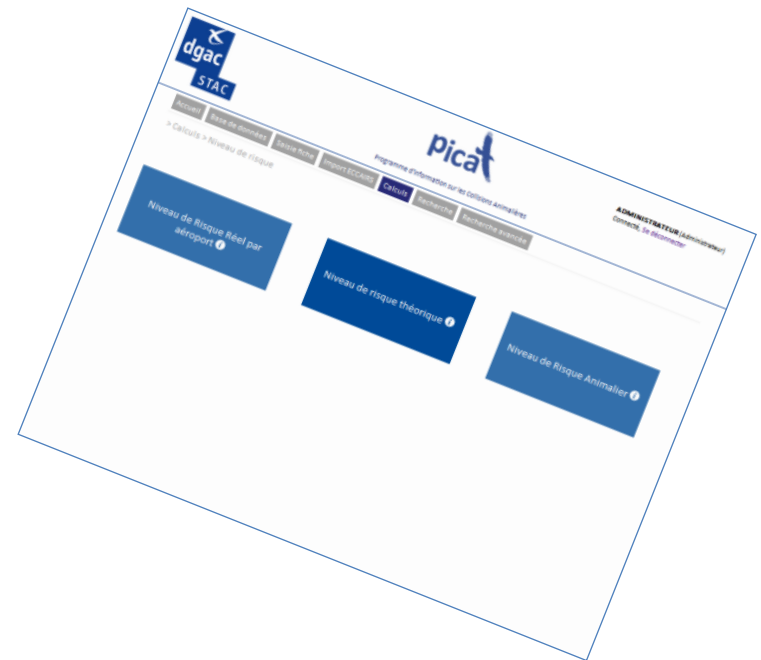 dgac
STAC
picat
Programme d'Information sur les Collisions Animalières
ADMINISTRATEUR (Administrateur)
Connecté, Se déconnecter
Accueil
Base de données
Saisie fiche
Import ECCAIRS
Calculs
Recherche
Recherche avancée
> Calculs > Niveau de risque
Niveau de Risque Réel par
aéroport i
Niveau de risque théorique i
Niveau de Risque Animalier i